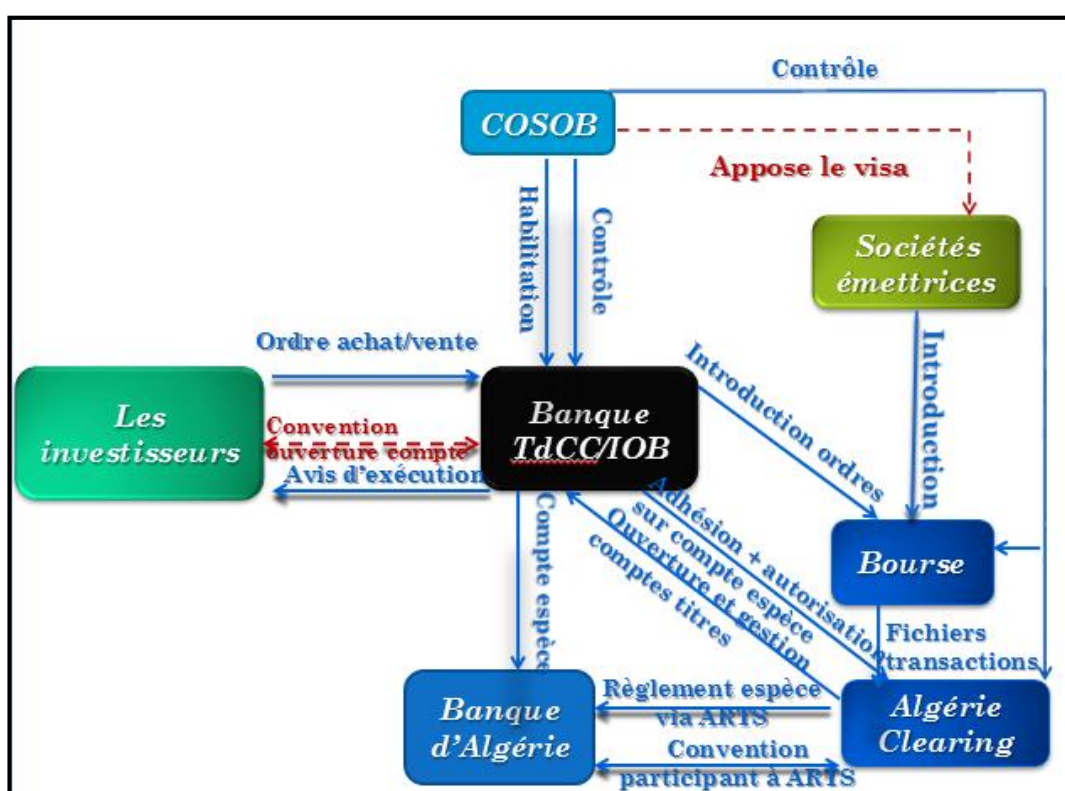 Contrôle
COSOB
Appose le visa
Habilitation
Contrôle
Sociétés
émettrices
Ordre achat/vente
Introduction
Les
investisseurs
Convention
ouverture compte
Avis d'exécution
Banque
TdCC/IOB
Introduction ordres
Bourse
Compte espèce
Adhésion + autorisation
sur compte espèce
Ouverture et gestion
comptes titres
Fichiers
transactions
Banque
d'Algérie
Règlement espèce
via ARTS
Convention
participant à ARTS
Algérie
Clearing